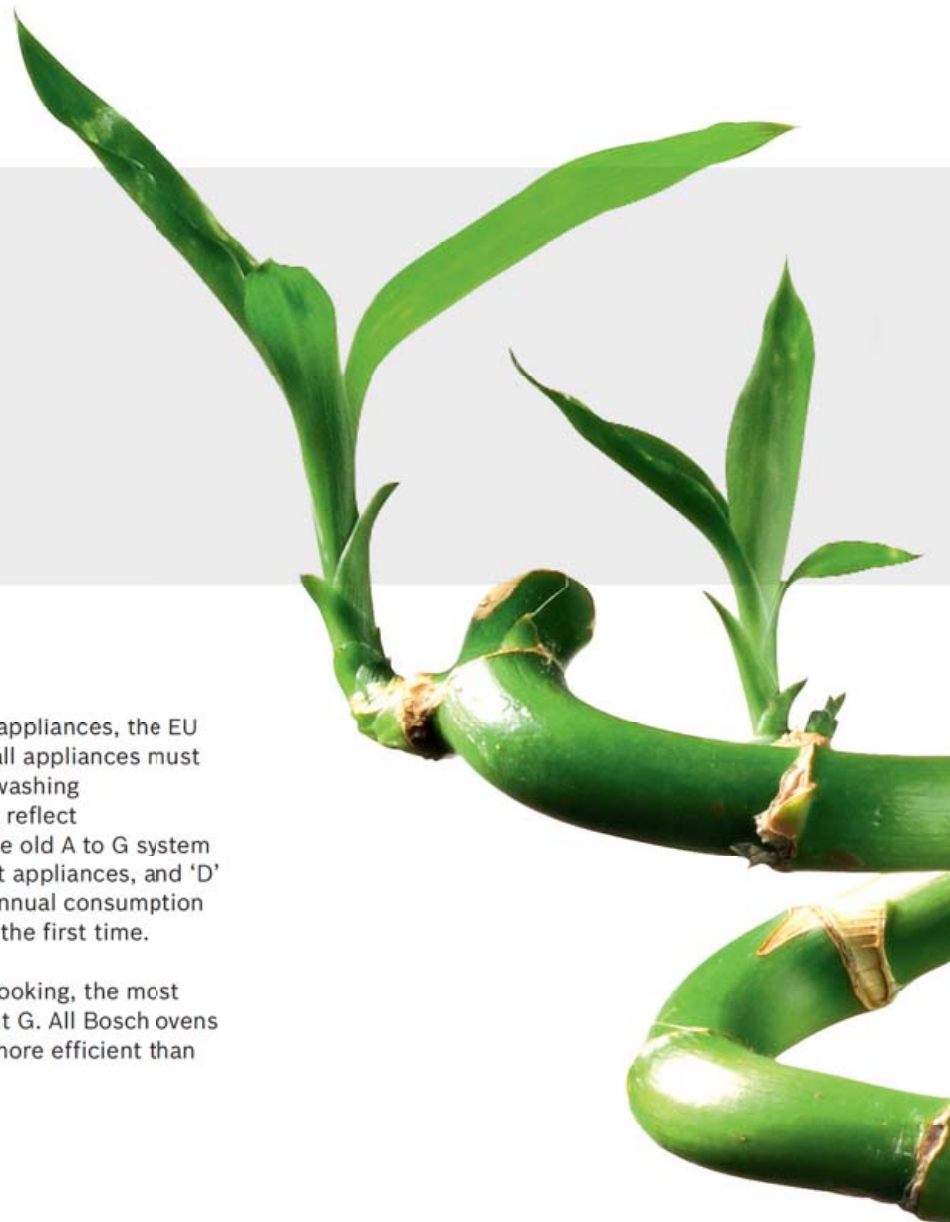 appliances, the EU
all appliances must
washing
reflect
e old A to G system
t appliances, and ‘D’
nnual consumption
the first time.
ooking, the most
t G. All Bosch ovens
more efficient than